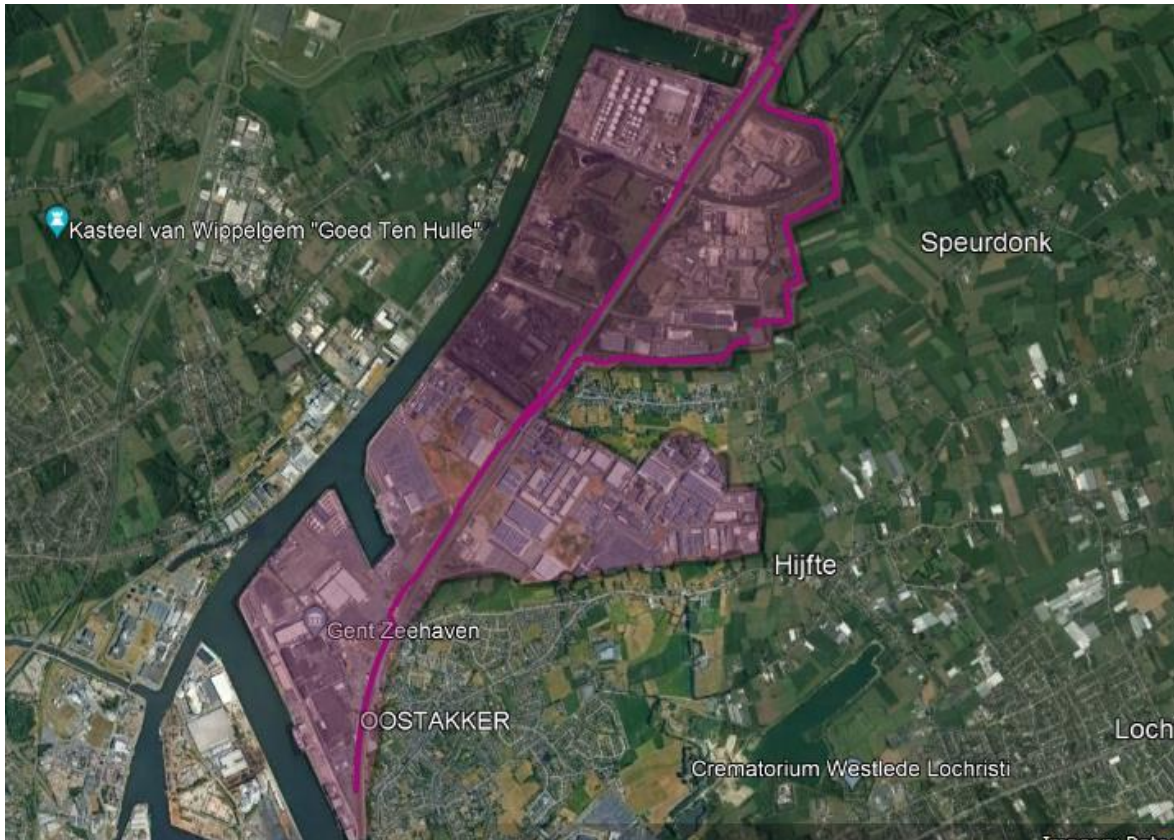 Kasteel van Wippelgem "Goed Ten Hulle"
Speurdonk
Hijfte
Gent Zeehaven
OOSTAKKER
Loch
Crematorium Westlede Lochristi